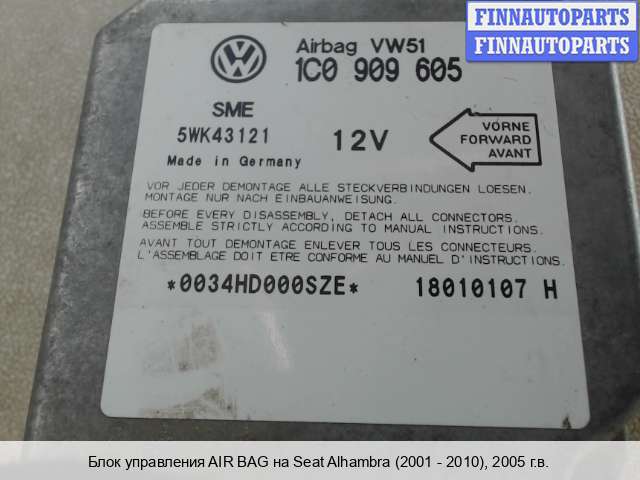 FINNAUTOPARTS
FINNAUTOPARTS
Airbag VW51
1C0 909 605
SME
5WK43121
12V
Made in Germany
VORNE
FORWARD
AVANT
VOR JEDER DEMONTAGE ALLE STECKVERBINDUNGEN LOESEN.
MONTAGE NUR NACH EINBAUANWEISUNG.
BEFORE EVERY DISASSEMBLY, DETACH ALL CONNECTORS.
ASSEMBLE STRICTLY ACCORDING TO MANUAL INSTRUCTIONS.
AVANT TOUT DEMONTAGE ENLEVER TOUS LES CONNECTEURS.
L'ASSEMBLAGE DOIT ETRE CONFORME AU MANUEL D'INSTRUCTIONS.
*0034HD000SZE* 18010107 H
Блок управления AIR BAG на Seat Alhambra (2001 - 2010), 2005 г.в.